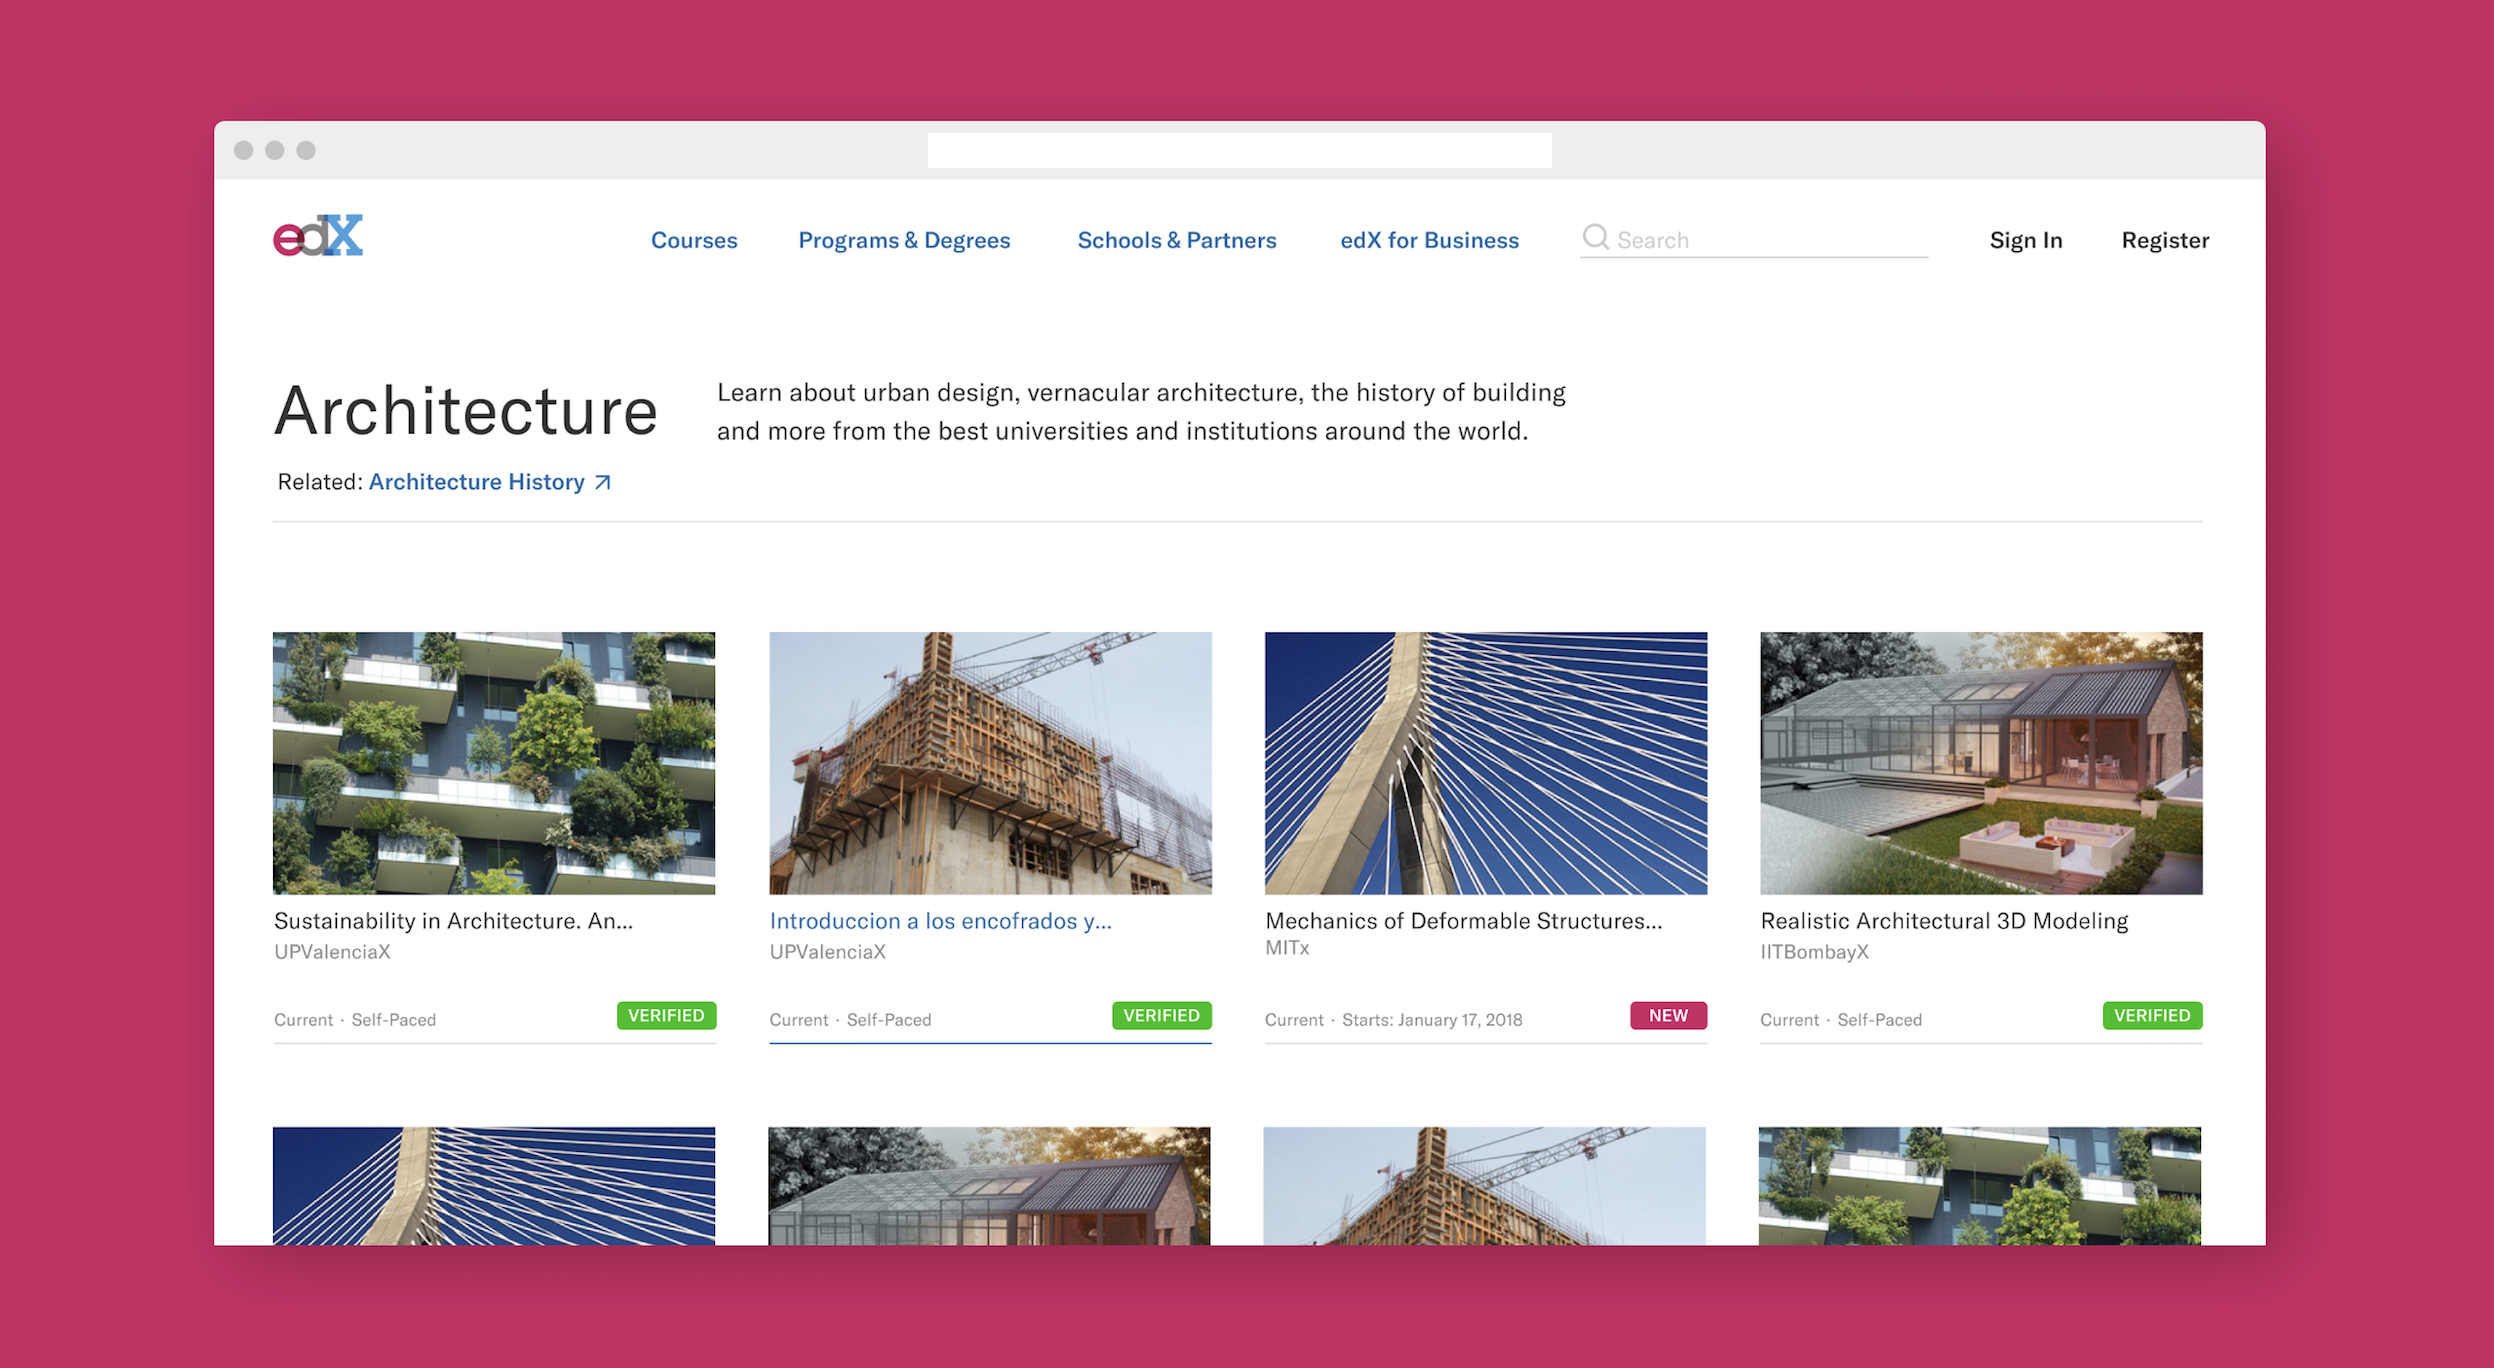 edX
Courses
Programs & Degrees
Schools & Partners
edX for Business
Search
Sign In
Register
Architecture
Learn about urban design, vernacular architecture, the history of building
and more from the best universities and institutions around the world.
Related: Architecture History
Sustainability in Architecture. An...
UPValenciaX
Current · Self-Paced
VERIFIED
Introduccion a los encofrados y...
UPValenciaX
Current · Self-Paced
VERIFIED
Mechanics of Deformable Structures...
MITx
Current · Starts: January 17, 2018
NEW
Realistic Architectural 3D Modeling
IITBombayX
Current · Self-Paced
VERIFIED